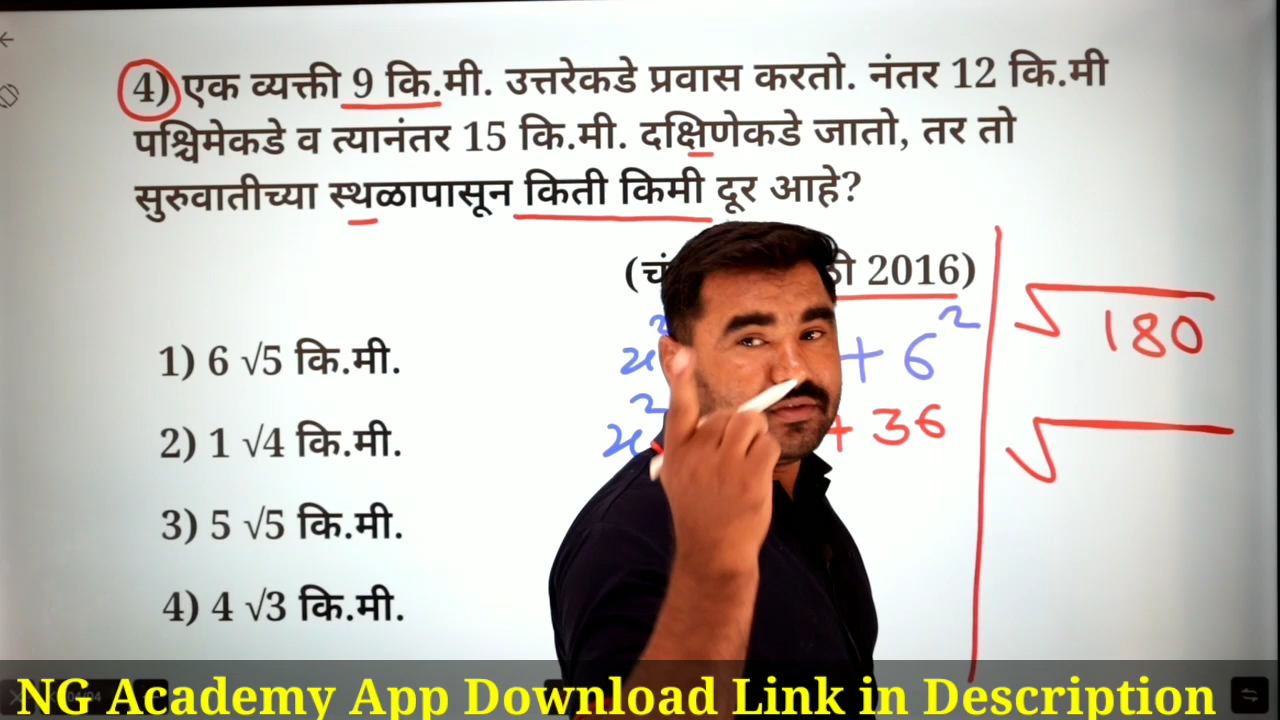 4) एक व्यक्ती 9 कि.मी. उत्तरेकडे प्रवास करतो. नंतर 12 कि.मी
पश्चिमेकडे व त्यानंतर 15 कि.मी. दक्षिणेकडे जातो, तर तो
सुरुवातीच्या स्थळापासून किती किमी दूर आहे?
2016)
1) 6 √5 कि.मी.
2) 1 √4 कि.मी.
3) 5 √5 कि.मी.
4) 4 √3 कि.मी.
+ 6²
+ 36
√180
NG Academy App Download Link in Description